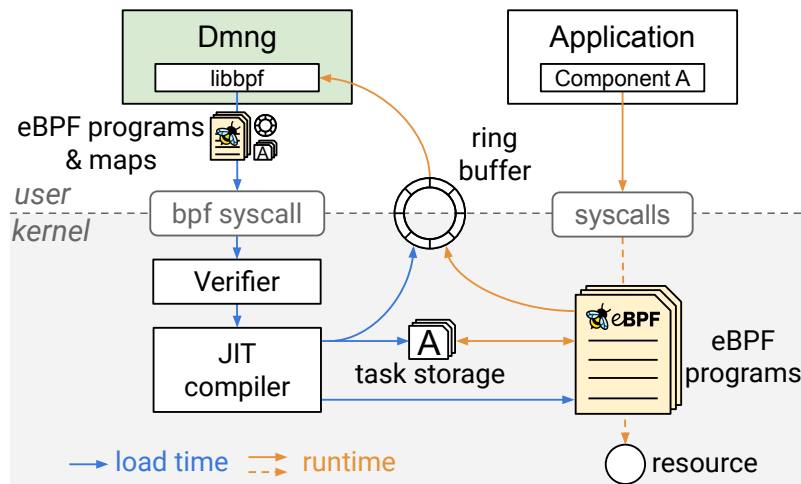 Dmng
libbpf
Application
Component A
eBPF programs
& maps
A
ring
buffer
user
kernel
bpf syscall
syscalls
Verifier
JIT
compiler
A
task storage
eBPF
eBPF
programs
load time
runtime
resource